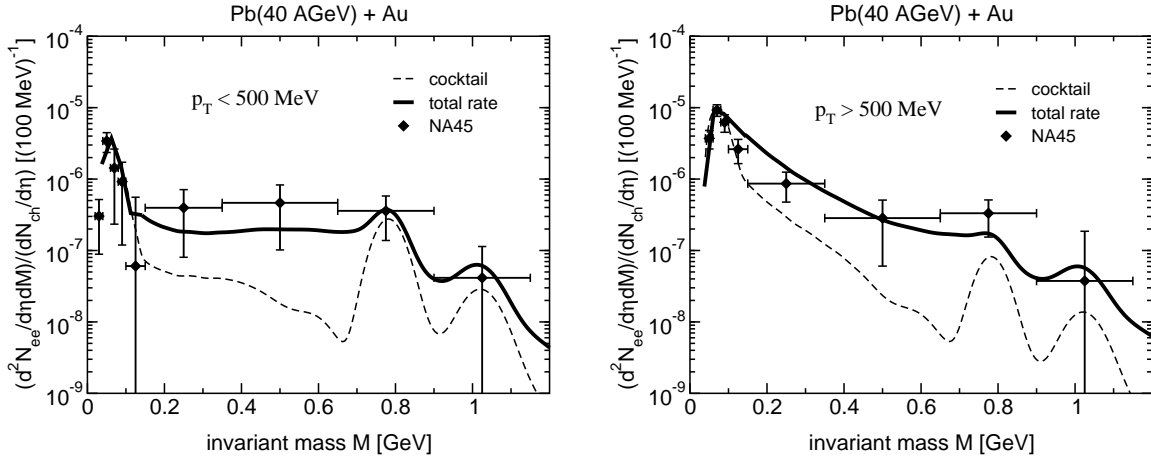 Pb(40 AGeV) + Au
(d²Nₑₑ/dηdM)/(dN_ch/dη) [(100 MeV)⁻¹]
10⁻⁴
10⁻⁵
10⁻⁶
10⁻⁷
10⁻⁸
10⁻⁹
p_T < 500 MeV
cocktail
total rate
NA45
0 0.2 0.4 0.6 0.8 1
invariant mass M [GeV]
Pb(40 AGeV) + Au
(d²Nₑₑ/dηdM)/(dN_ch/dη) [(100 MeV)⁻¹]
10⁻⁴
10⁻⁵
10⁻⁶
10⁻⁷
10⁻⁸
10⁻⁹
cocktail
total rate
NA45
p_T > 500 MeV
0 0.2 0.4 0.6 0.8 1
invariant mass M [GeV]